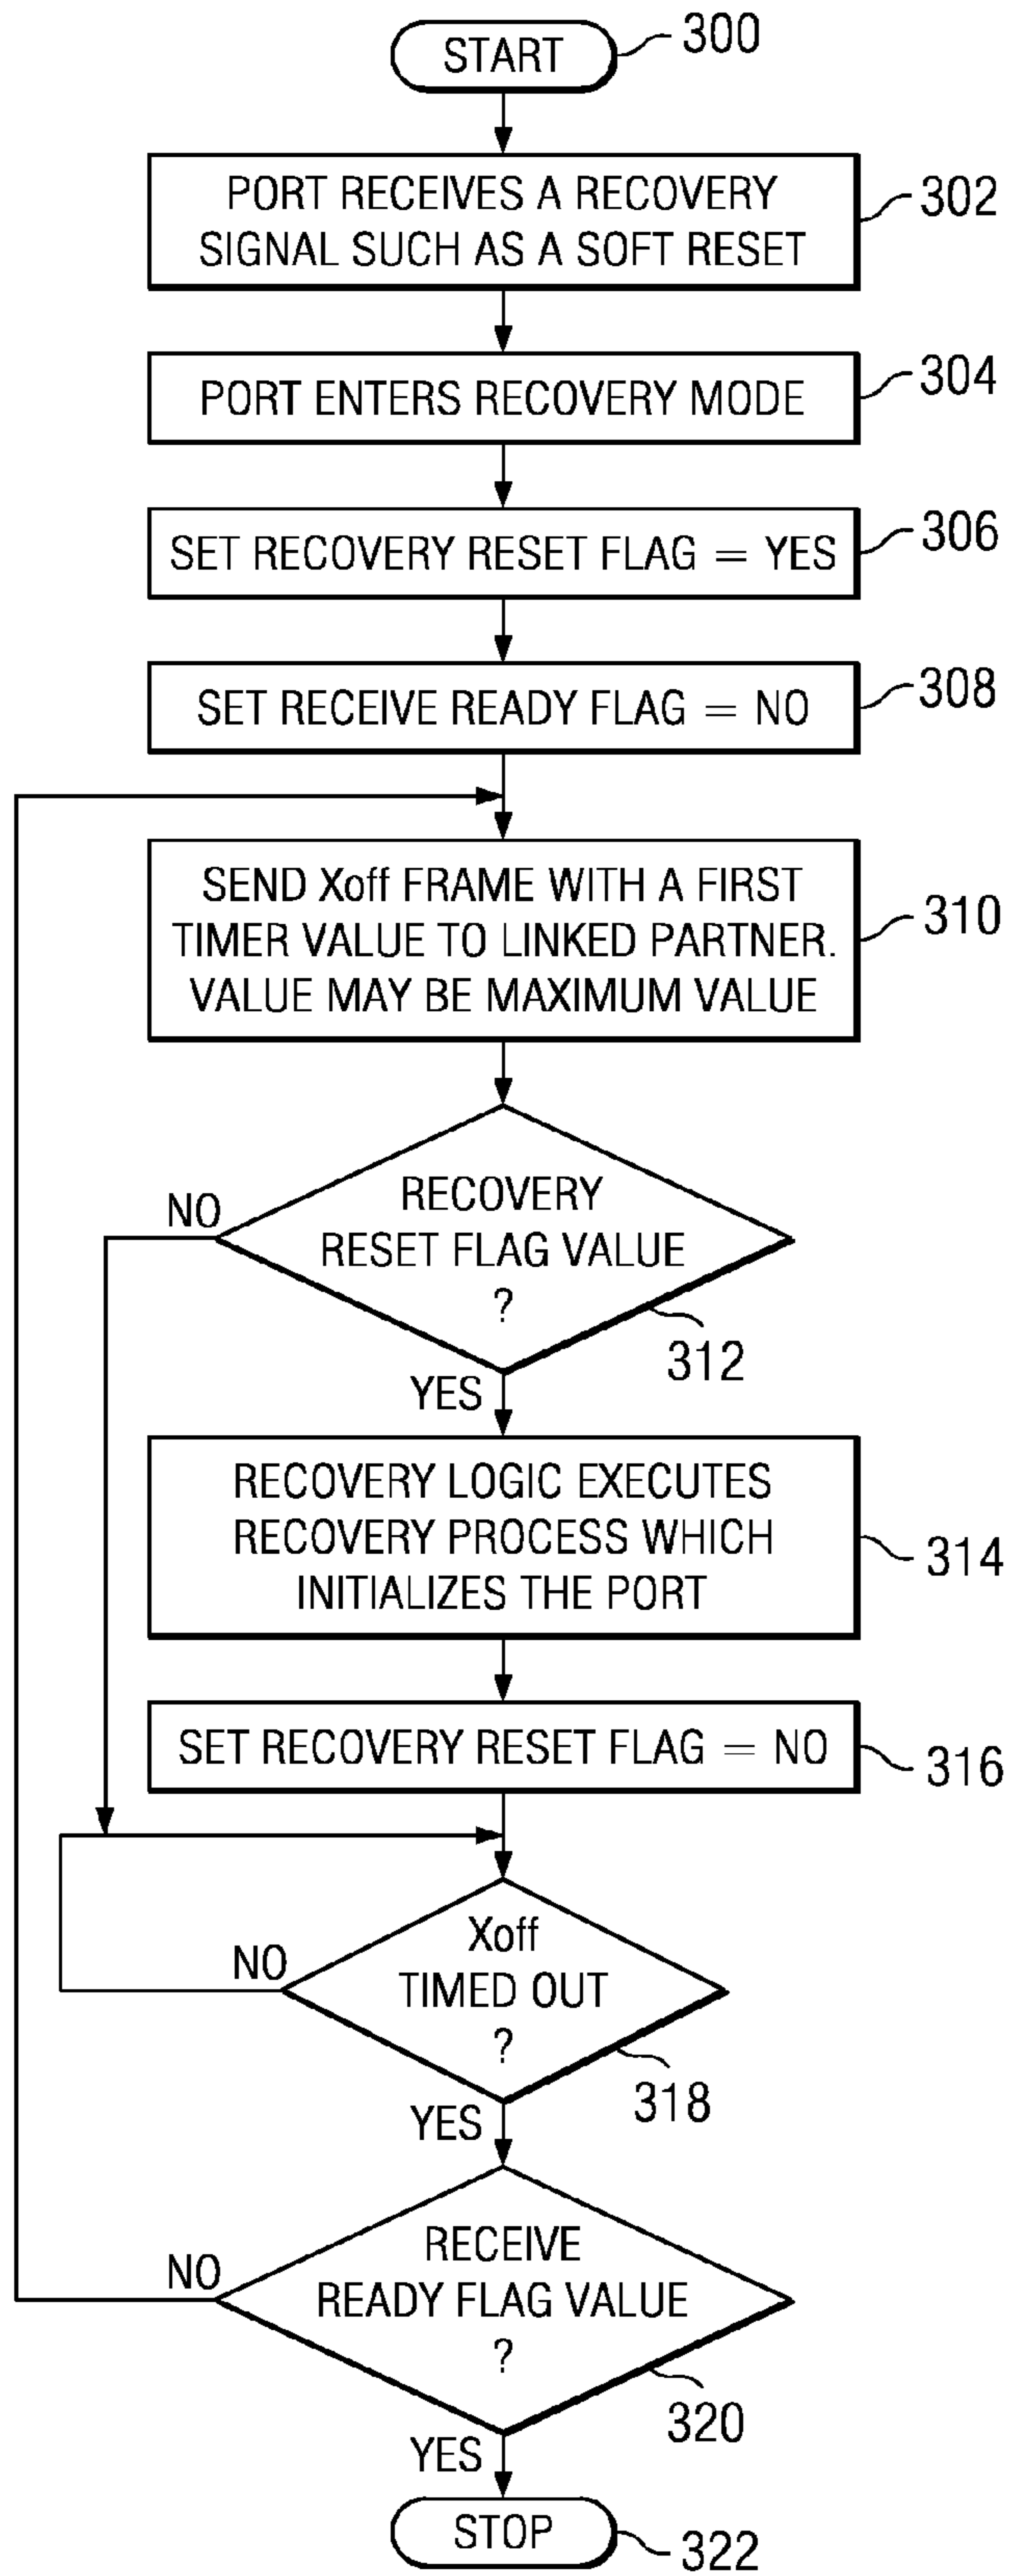 START
300
PORT RECEIVES A RECOVERY
SIGNAL SUCH AS A SOFT RESET
302
PORT ENTERS RECOVERY MODE
304
SET RECOVERY RESET FLAG = YES
306
SET RECEIVE READY FLAG = NO
308
SEND Xoff FRAME WITH A FIRST
TIMER VALUE TO LINKED PARTNER.
VALUE MAY BE MAXIMUM VALUE
310
NO
RECOVERY
RESET FLAG VALUE
?
312
YES
RECOVERY LOGIC EXECUTES
RECOVERY PROCESS WHICH
INITIALIZES THE PORT
314
SET RECOVERY RESET FLAG = NO
316
NO
Xoff
TIMED OUT
?
318
YES
NO
RECEIVE
READY FLAG VALUE
?
320
YES
STOP
322